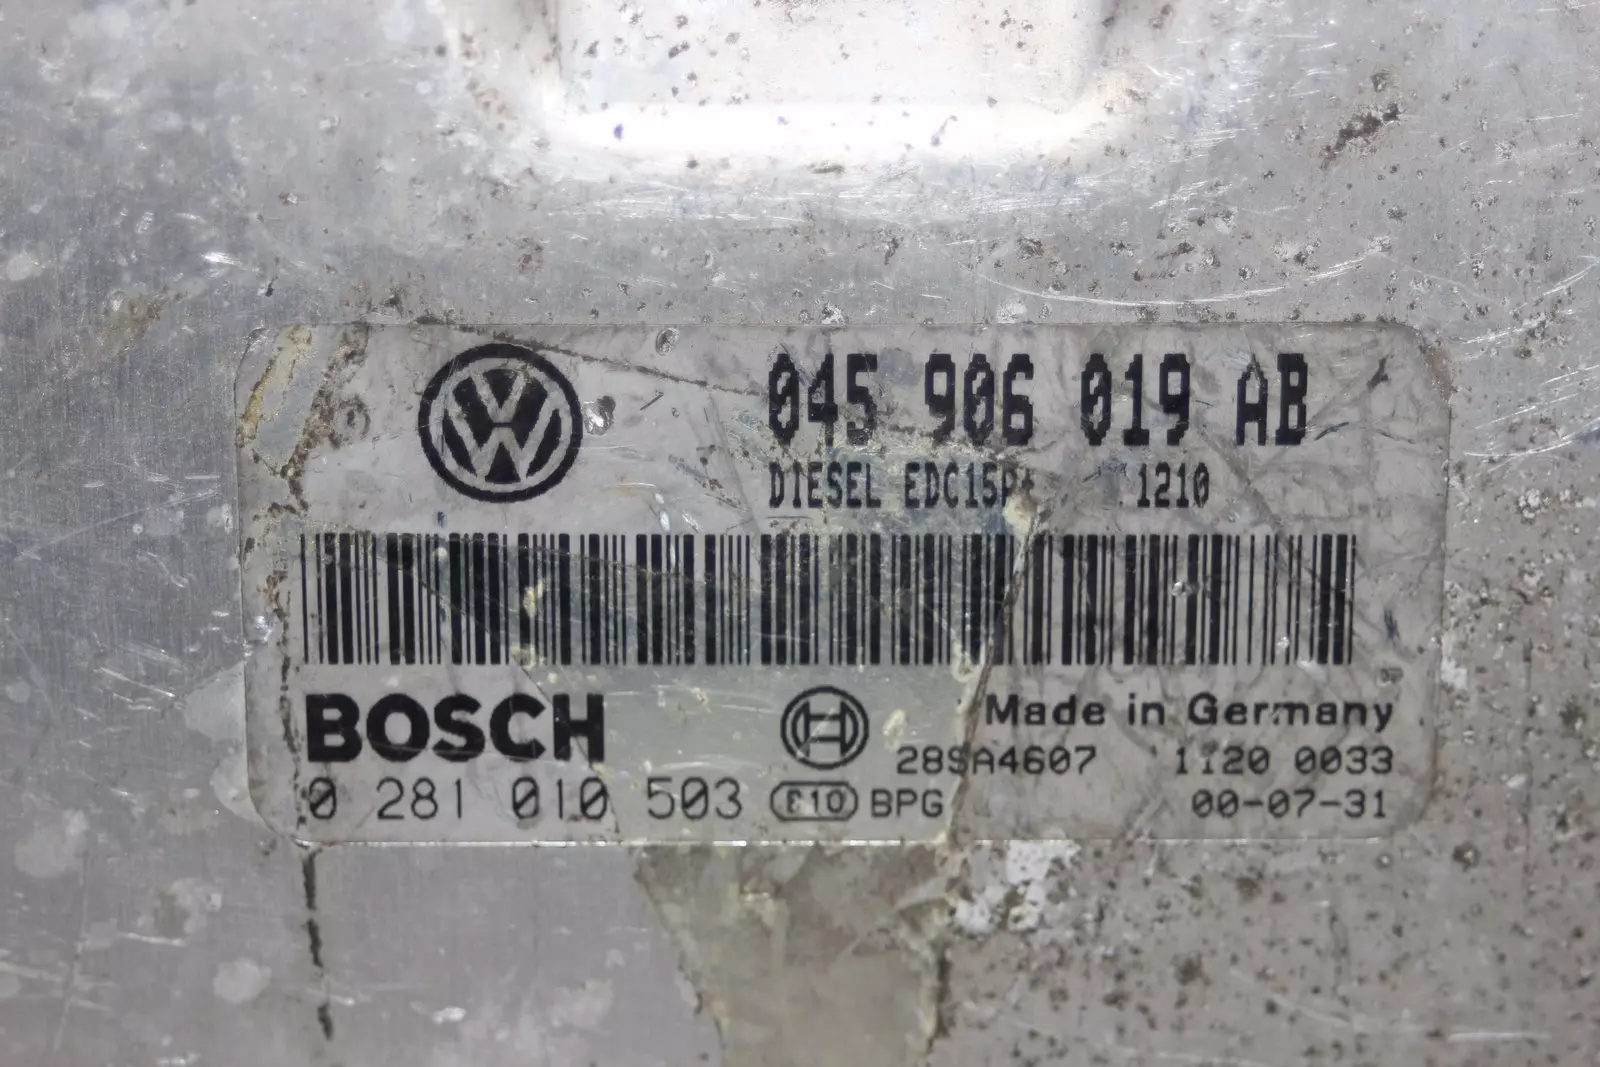 045 906 019 AB
DIESEL EDC15P+ 1210
BOSCH
Made in Germany
28SA4607 1120 0033
0 281 010 503 BPG 00-07-31